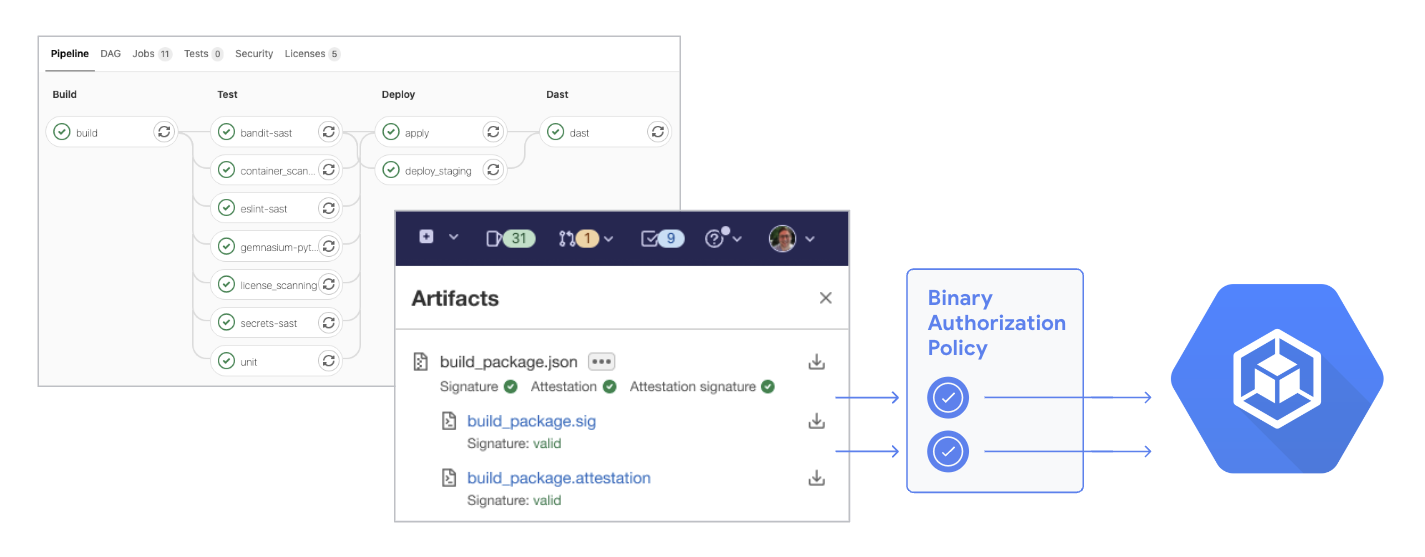 Pipeline DAG Jobs 11 Tests 0 Security Licenses 5
Build Test Deploy Dast
build bandit-sast apply dast
container_scan... deploy_staging
eslint-sast
gemnasium-pyt...
license_scanning
secrets-sast
unit
31 1 9
Artifacts
build_package.json
Signature Attestation Attestation signature
build_package.sig
Signature: valid
build_package.attestation
Signature: valid
Binary
Authorization
Policy